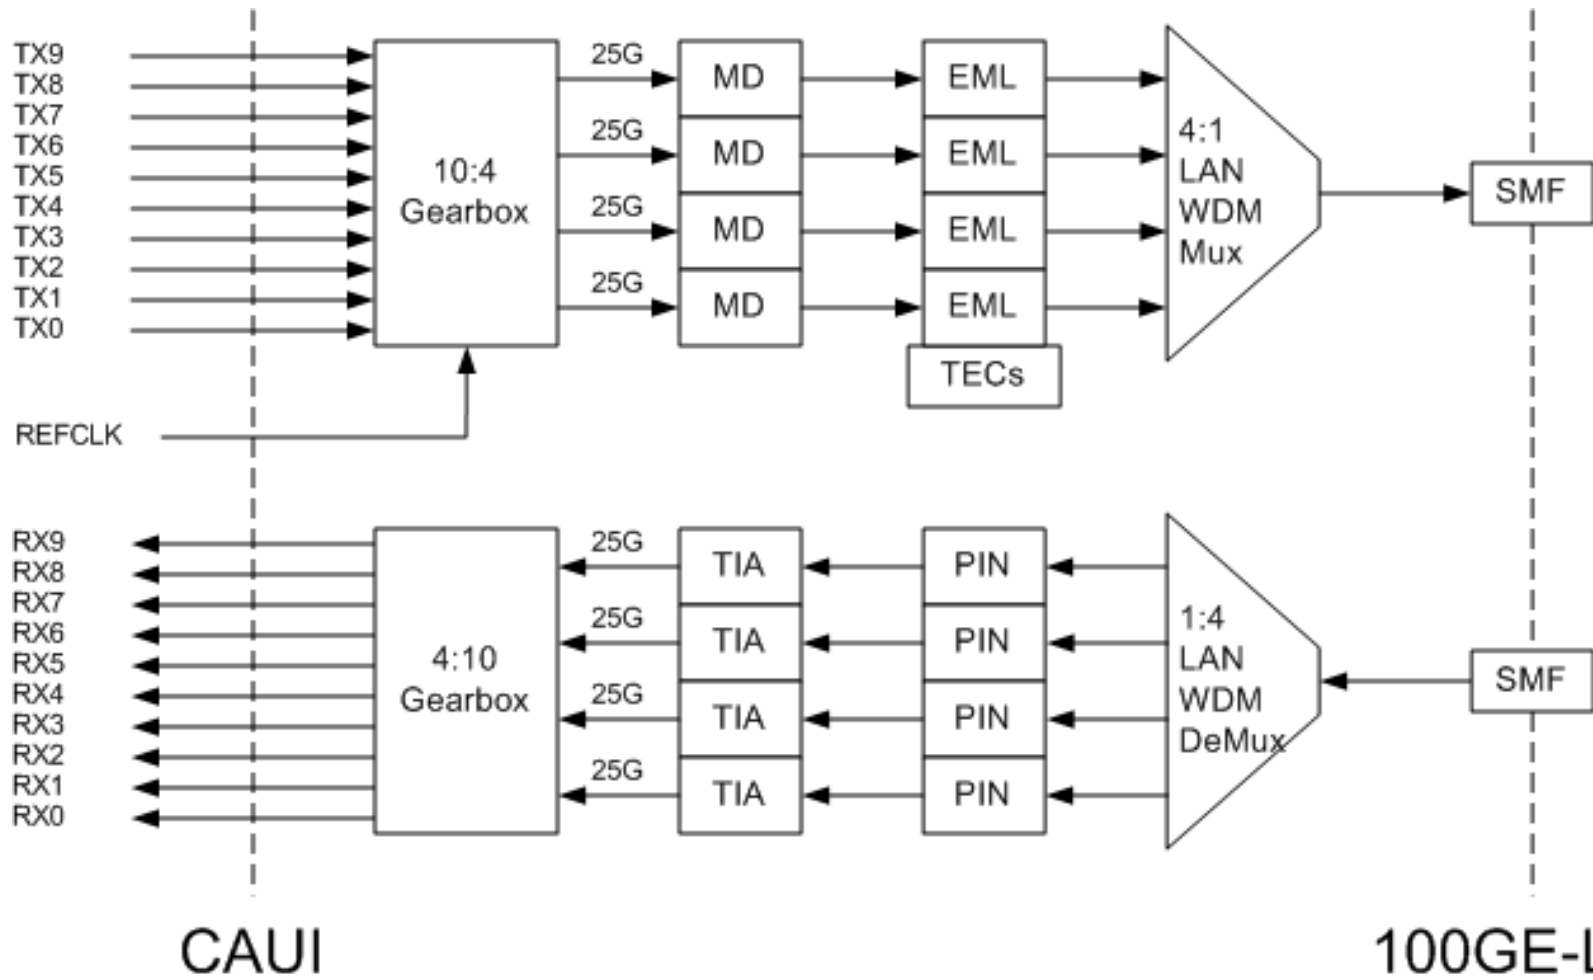 TX9
TX8
TX7
TX6
TX5
TX4
TX3
TX2
TX1
TX0
REFCLK
10:4
Gearbox
25G
25G
25G
25G
MD
MD
MD
MD
EML
EML
EML
EML
TECs
4:1
LAN
WDM
Mux
SMF
RX9
RX8
RX7
RX6
RX5
RX4
RX3
RX2
RX1
RX0
4:10
Gearbox
25G
25G
25G
25G
TIA
TIA
TIA
TIA
PIN
PIN
PIN
PIN
1:4
LAN
WDM
DeMux
SMF
CAUI
100GE-L